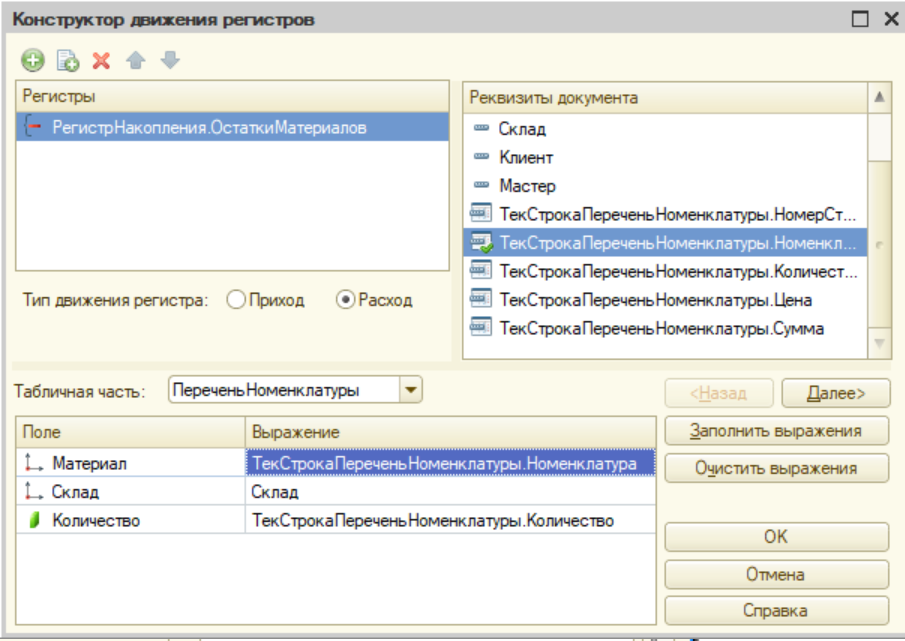 Конструктор движения регистров
Регистры
РегистрНакопления.ОстаткиМатериалов
Тип движения регистра: Приход Расход
Реквизиты документа
Склад
Клиент
Мастер
ТекСтрокаПереченьНоменклатуры.НомерСт...
ТекСтрокаПереченьНоменклатуры.Номенкл...
ТекСтрокаПереченьНоменклатуры.Количест...
ТекСтрокаПереченьНоменклатуры.Цена
ТекСтрокаПереченьНоменклатуры.Сумма
Табличная часть: ПереченьНоменклатуры
<Назад Далее>
Поле Выражение
Материал ТекСтрокаПереченьНоменклатуры.Номенклатура
Склад Склад
Количество ТекСтрокаПереченьНоменклатуры.Количество
Заполнить выражения
Очистить выражения
ОК
Отмена
Справка